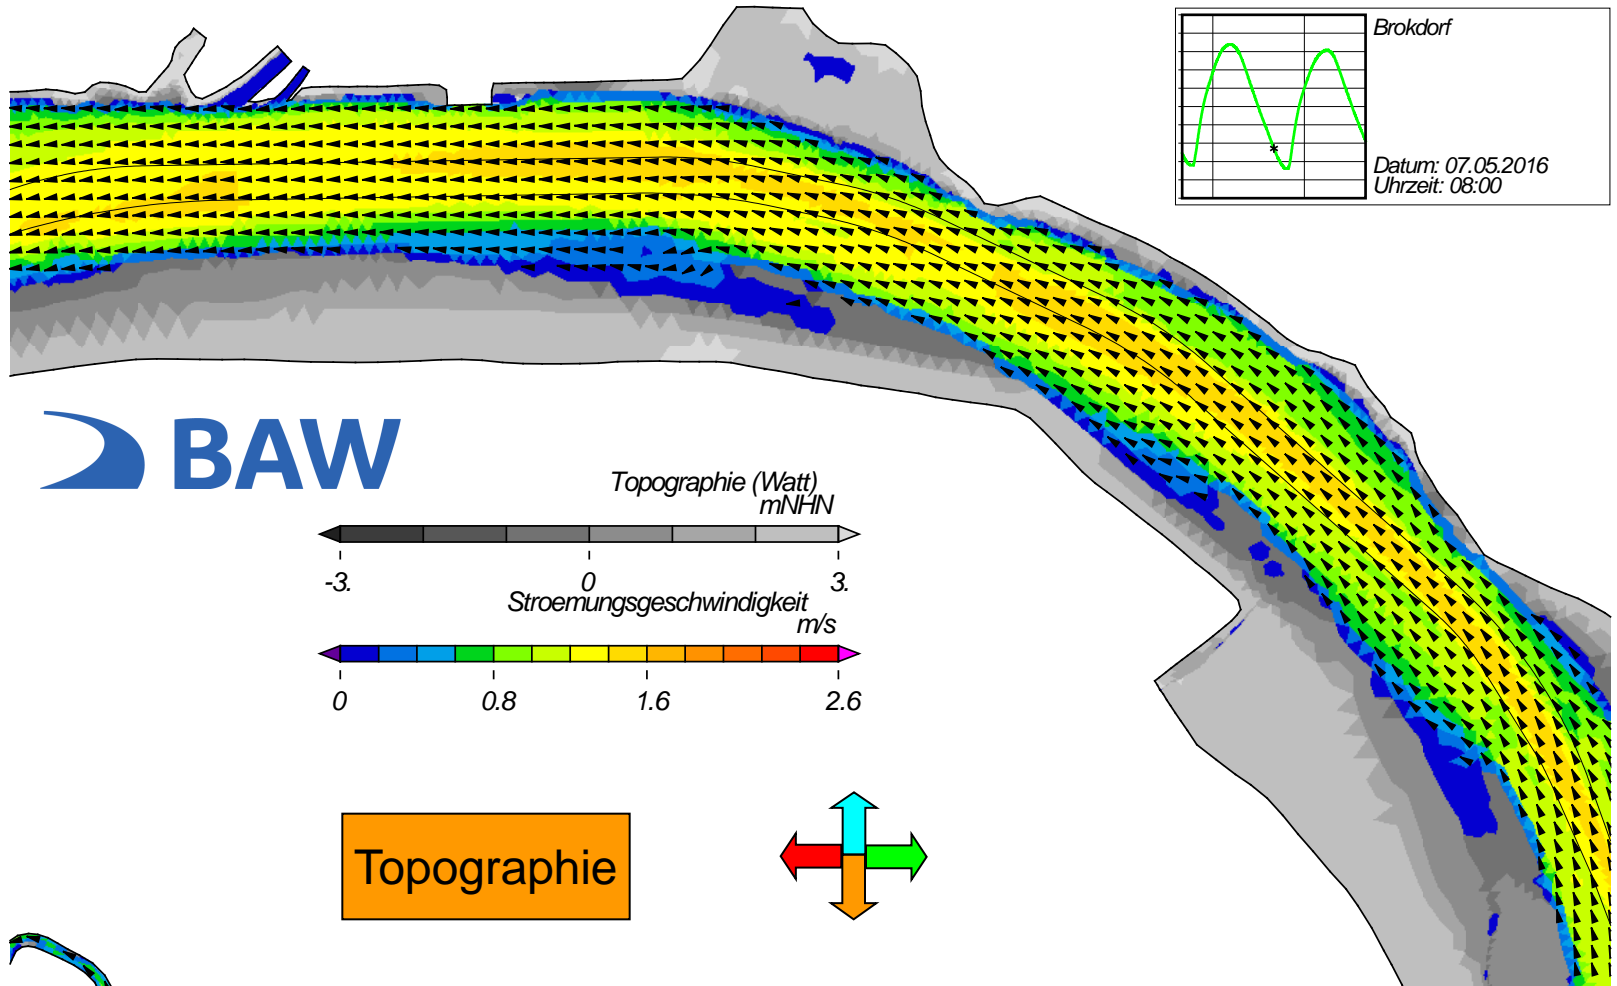 Brokdorf
Datum: 07.05.2016
Uhrzeit: 08:00
BAW
Topographie (Watt)
mNHN
-3. 0 3.
Stroemungsgeschwindigkeit
m/s
0 0.8 1.6 2.6
Topographie